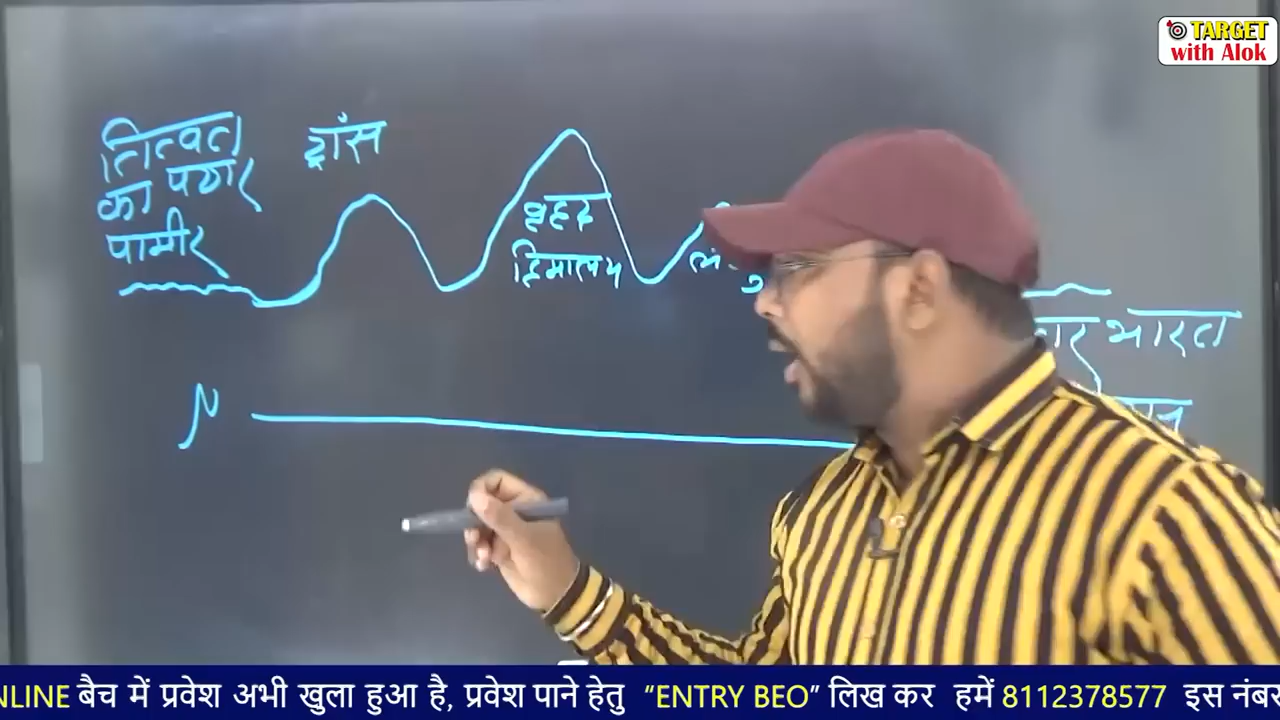 TARGET
with Alok
तिब्बत
का पठार
पामीर
ट्रांस
बृहद
हिमालय
भारत
N
NLINE बैच में प्रवेश अभी खुला हुआ है, प्रवेश पाने हेतु “ENTRY BEO” लिख कर हमें 8112378577 इस नंबर